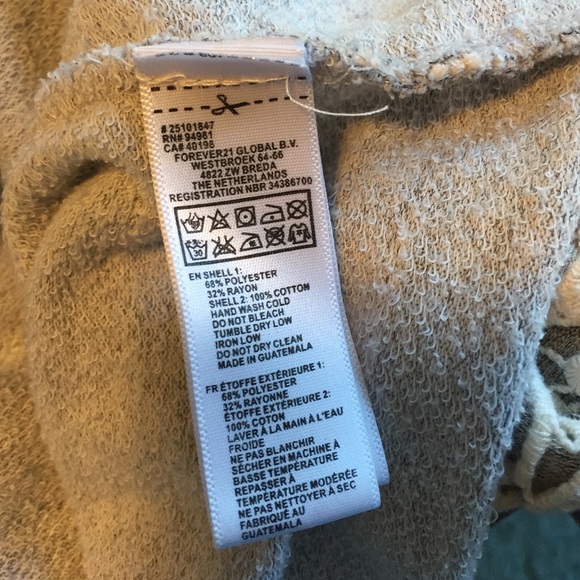 # 25101847
RN# 94981
CA# 40198
FOREVER21 GLOBAL B.V.
WESTBROEK 64-66
4822 ZW BREDA
THE NETHERLANDS
REGISTRATION NBR 34386700
30
EN SHELL 1:
68% POLYESTER
32% RAYON
SHELL 2: 100% COTTON
HAND WASH COLD
DO NOT BLEACH
TUMBLE DRY LOW
IRON LOW
DO NOT DRY CLEAN
MADE IN GUATEMALA
FR ÉTOFFE EXTÉRIEURE 1:
68% POLYESTER
32% RAYONNE
ÉTOFFE EXTÉRIEURE 2:
100% COTON
LAVER À LA MAIN À L'EAU
FROIDE
NE PAS BLANCHIR
SÉCHER EN MACHINE À
BASSE TEMPÉRATURE
REPASSER À
TEMPÉRATURE MODÉRÉE
NE PAS NETTOYER À SEC
FABRIQUÉ AU
GUATEMALA